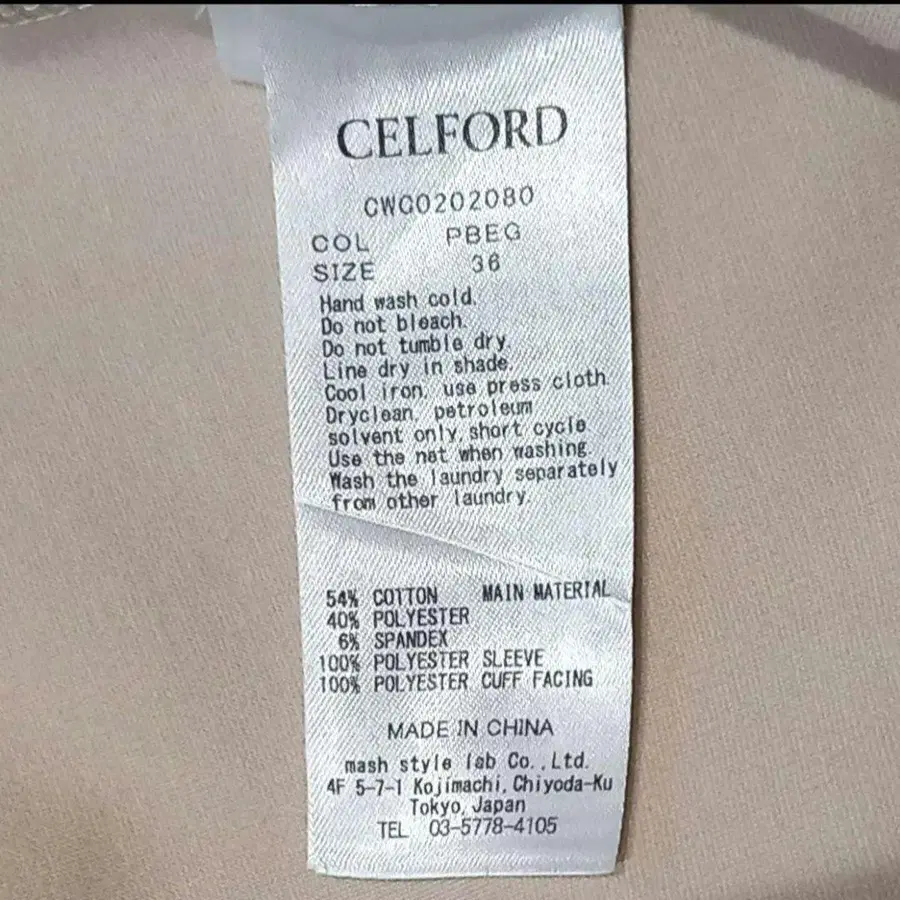 CELFORD
CWCO202080
COL PBEG
SIZE 36
Hand wash cold.
Do not bleach.
Do not tumble dry.
Line dry in shade.
Cool iron, use press cloth.
Dryclean, petroleum
solvent only, short cycle.
Use the net when washing.
Wash the laundry separately
from other laundry.
54% COTTON MAIN MATERIAL
40% POLYESTER
6% SPANDEX
100% POLYESTER SLEEVE
100% POLYESTER CUFF FACING
MADE IN CHINA
mash style lab Co., Ltd.
4F 5-7-1 Kojimachi, Chiyoda-Ku
Tokyo, Japan
TEL 03-5778-4105